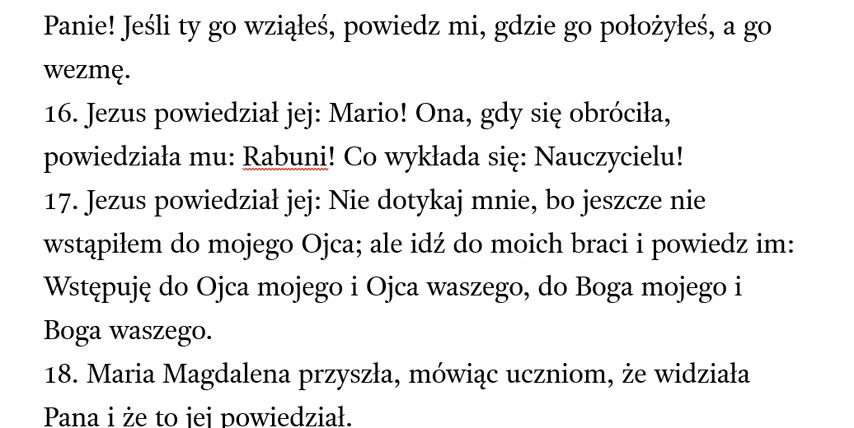 Panie! Jeśli ty go wziąłeś, powiedz mi, gdzie go położyłeś, a go
wezmę.
16. Jezus powiedział jej: Mario! Ona, gdy się obróciła,
powiedziała mu: Rabuni! Co wykłada się: Nauczycielu!
17. Jezus powiedział jej: Nie dotykaj mnie, bo jeszcze nie
wstąpiłem do mojego Ojca; ale idź do moich braci i powiedz im:
Wstępuję do Ojca mojego i Ojca waszego, do Boga mojego i
Boga waszego.
18. Maria Magdalena przyszła, mówiąc uczniom, że widziała
Pana i że to jej powiedział.